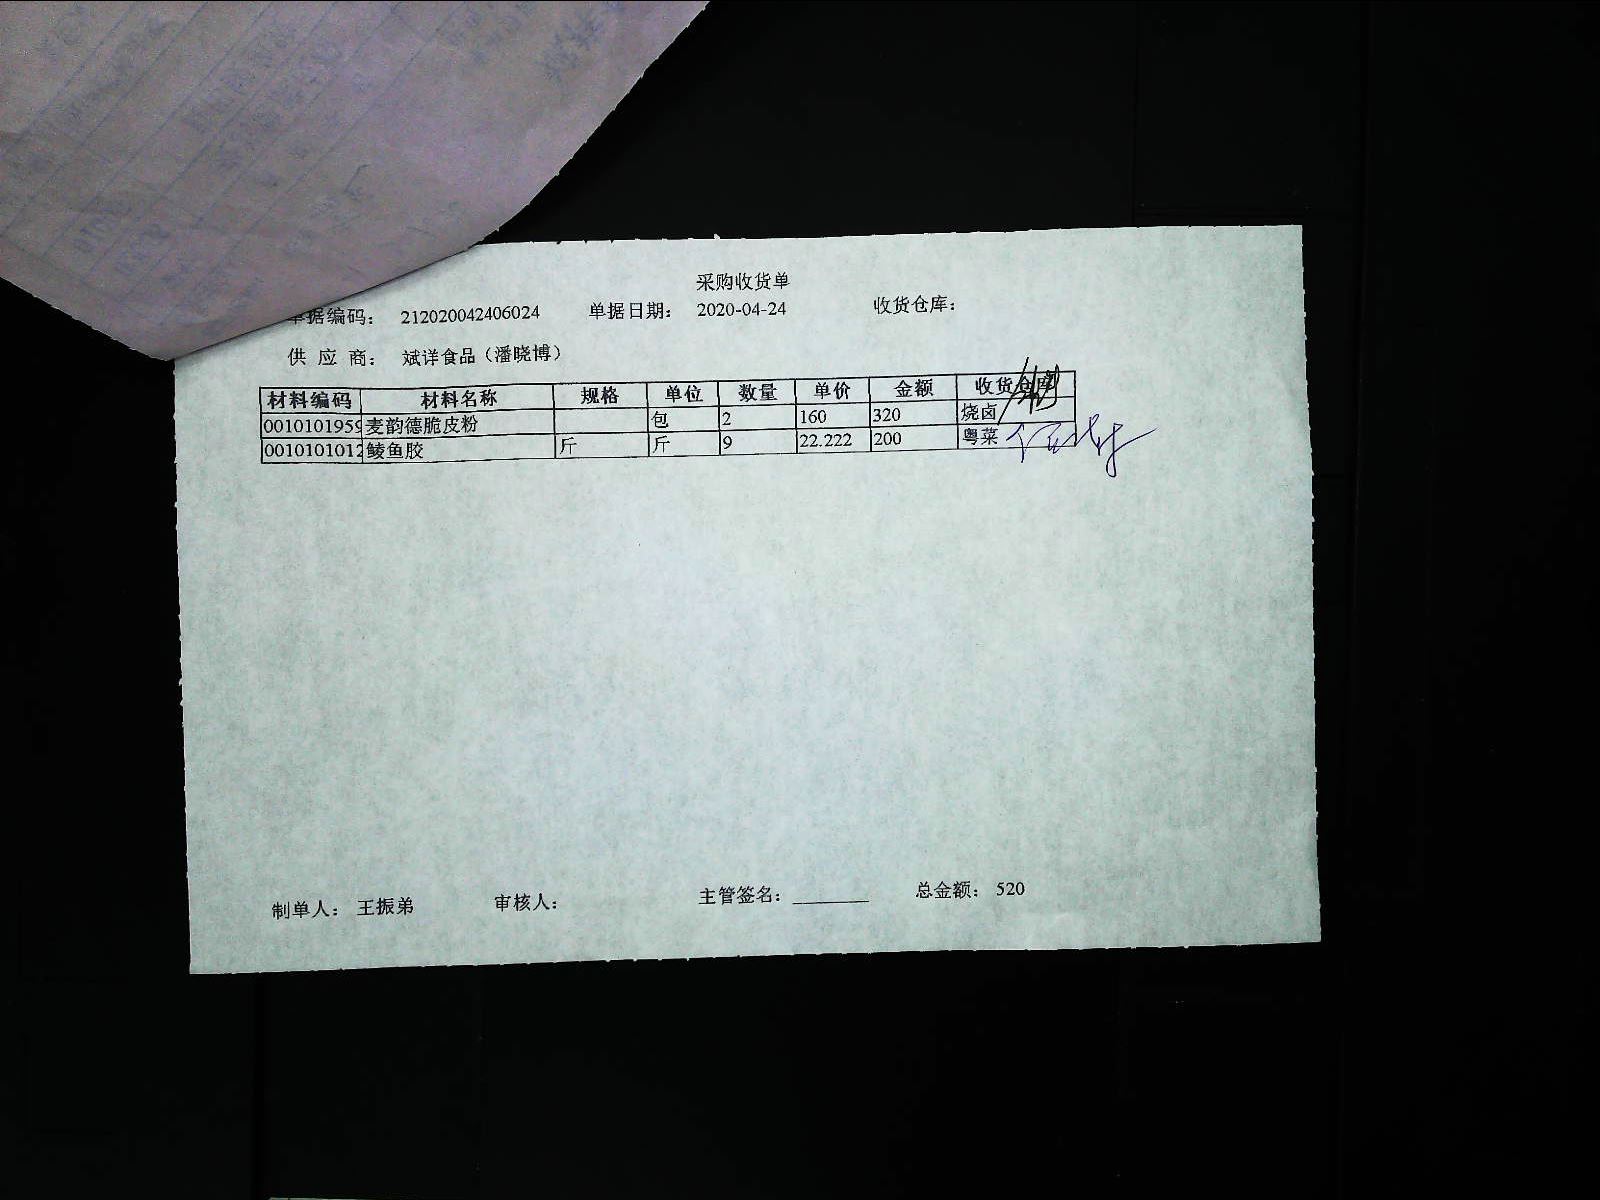 采购收货单
单据编码： 212020042406024 单据日期： 2020-04-24 收货仓库：
供 应 商： 斌洋食品（潘晓博）
材料编码 材料名称 规格 单位 数量 单价 金额 收货仓库
0010101959 麦韵德脆皮粉 包 2 160 320 烧卤
0010101012 鲮鱼胶 斤 斤 9 22.222 200 粤菜
制单人： 王振弟 审核人： 主管签名：________ 总金额： 520